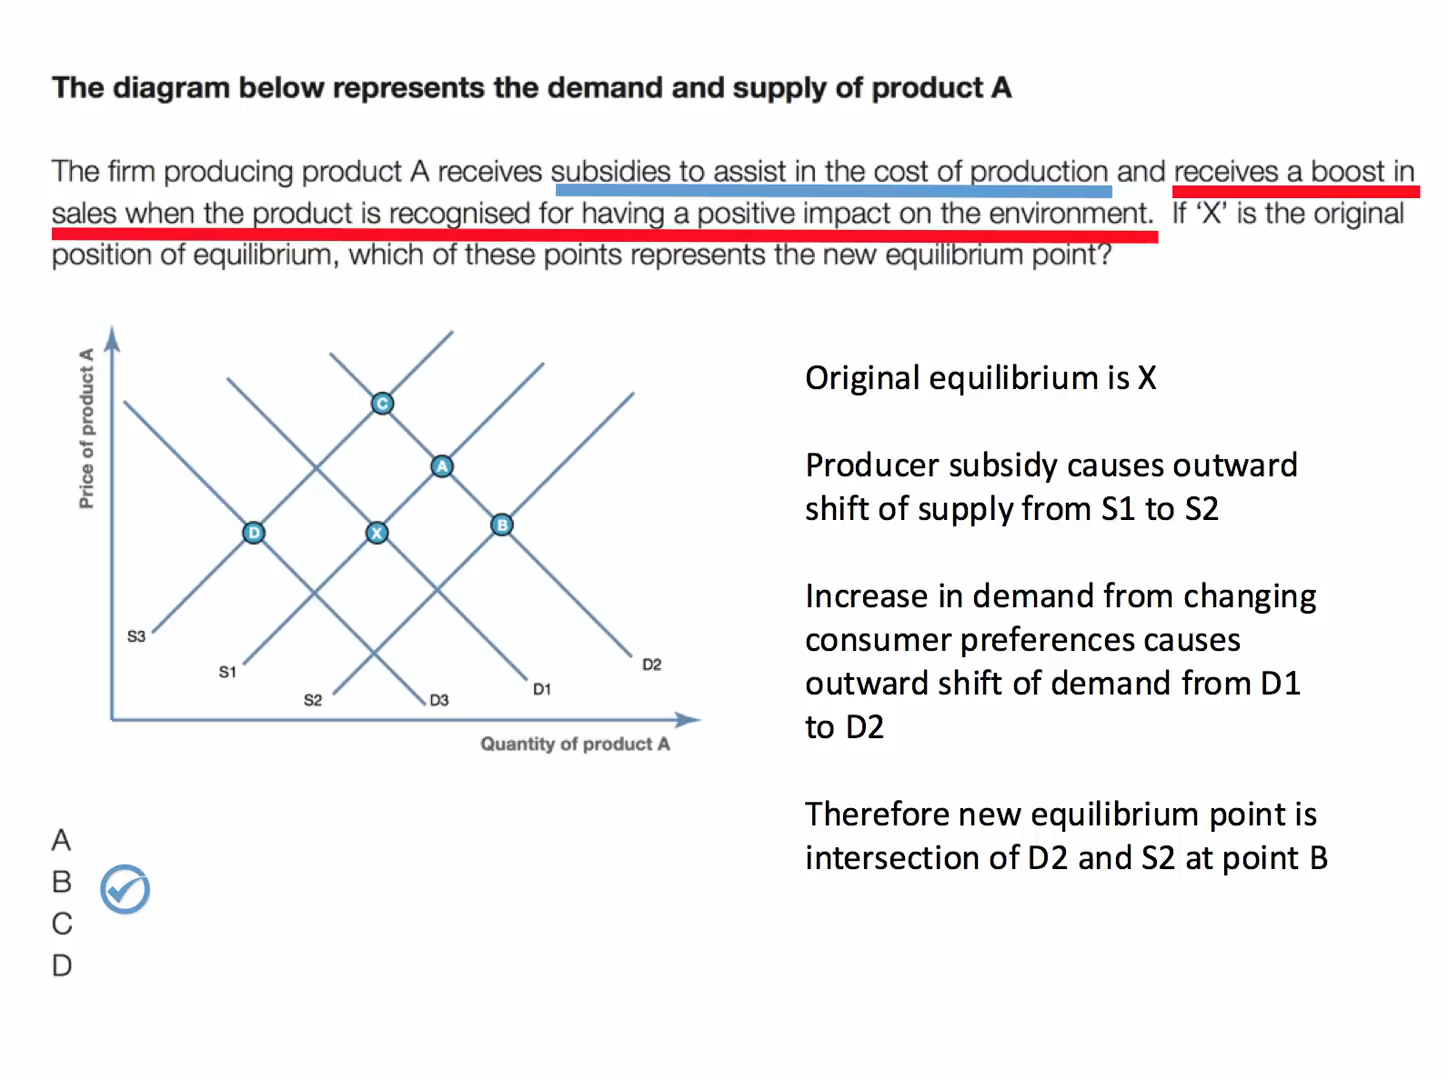 The diagram below represents the demand and supply of product A
The firm producing product A receives subsidies to assist in the cost of production and receives a boost in
sales when the product is recognised for having a positive impact on the environment. If ‘X’ is the original
position of equilibrium, which of these points represents the new equilibrium point?
Price of product A
C
A
D
X
B
S3
S1
S2
D3
D1
D2
Quantity of product A
Original equilibrium is X
Producer subsidy causes outward
shift of supply from S1 to S2
Increase in demand from changing
consumer preferences causes
outward shift of demand from D1
to D2
Therefore new equilibrium point is
intersection of D2 and S2 at point B
A
B
C
D